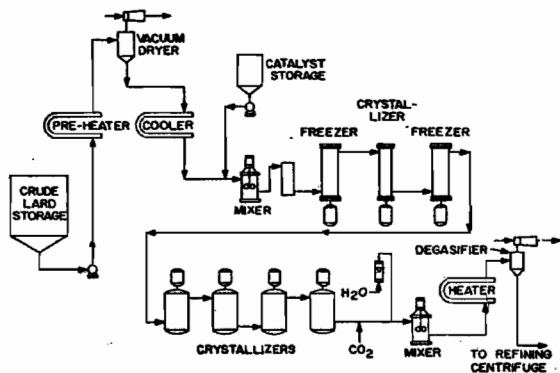 VACUUM
DRYER
CATALYST
STORAGE
CRYSTAL-
LIZER
PRE-HEATER
COOLER
FREEZER
FREEZER
CRUDE
LARD
STORAGE
MIXER
DEGASIFIER
H2O
HEATER
CRYSTALLIZERS
CO2
MIXER
TO REFINING
CENTRIFUGE